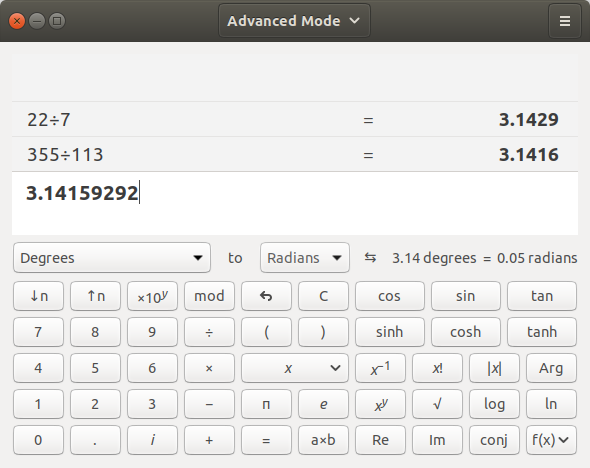 Advanced Mode
22÷7 = 3.1429
355÷113 = 3.1416
3.14159292
Degrees to Radians ⇆ 3.14 degrees = 0.05 radians
↓n ↑n ×10ʸ mod C cos sin tan
7 8 9 ÷ ( ) sinh cosh tanh
4 5 6 × x x⁻¹ x! |x| Arg
1 2 3 − π e xʸ √ log ln
0 . i + = a×b Re Im conj f(x)